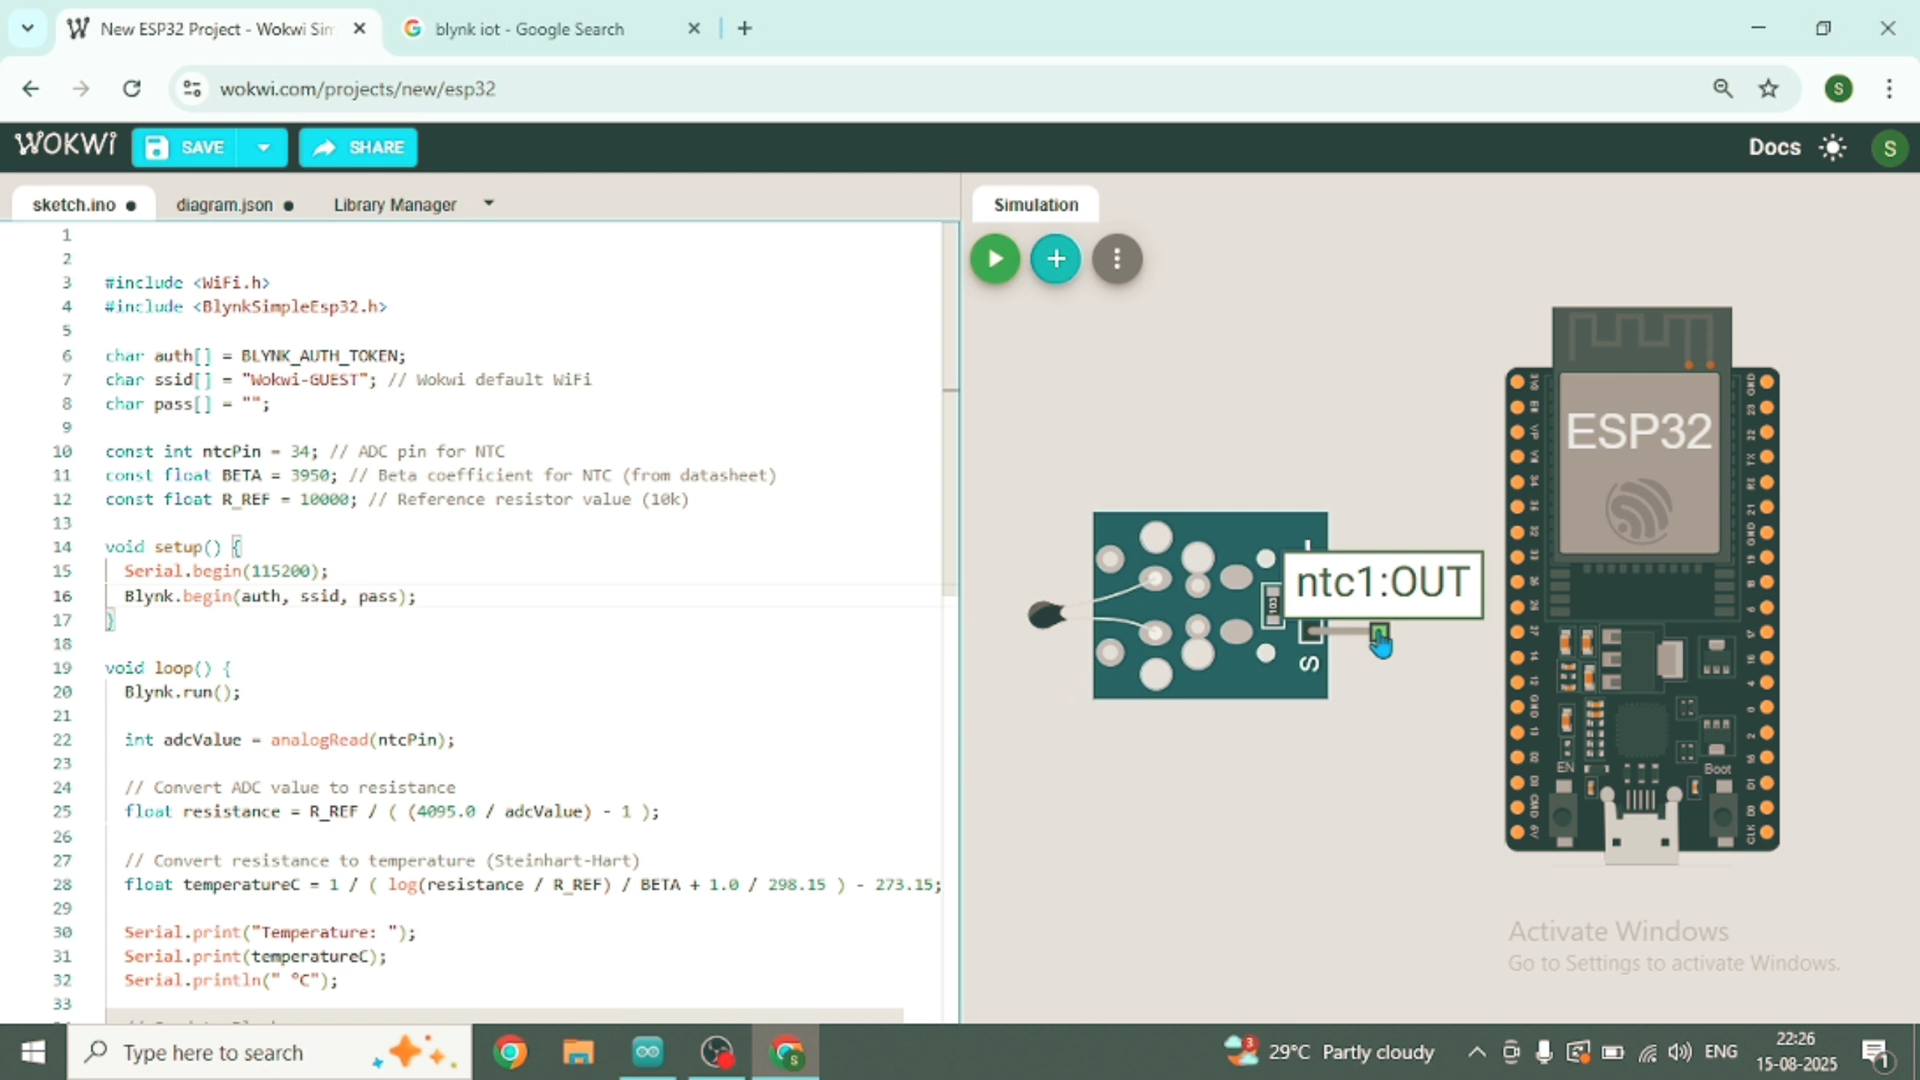 New ESP32 Project - Wokwi Sim
blynk iot - Google Search
wokwi.com/projects/new/esp32
S
WOKWi
SAVE
SHARE
Docs
S
sketch.ino
diagram.json
Library Manager
Simulation
1
2
3 #include <WiFi.h>
4 #include <BlynkSimpleEsp32.h>
5
6 char auth[] = BLYNK_AUTH_TOKEN;
7 char ssid[] = "Wokwi-GUEST"; // Wokwi default WiFi
8 char pass[] = "";
9
10 const int ntcPin = 34; // ADC pin for NTC
11 const float BETA = 3950; // Beta coefficient for NTC (from datasheet)
12 const float R_REF = 10000; // Reference resistor value (10k)
13
14 void setup() {
15 Serial.begin(115200);
16 Blynk.begin(auth, ssid, pass);
17 }
18
19 void loop() {
20 Blynk.run();
21
22 int adcValue = analogRead(ntcPin);
23
24 // Convert ADC value to resistance
25 float resistance = R_REF / ( (4095.0 / adcValue) - 1 );
26
27 // Convert resistance to temperature (Steinhart-Hart)
28 float temperatureC = 1 / ( log(resistance / R_REF) / BETA + 1.0 / 298.15 ) - 273.15;
29
30 Serial.print("Temperature: ");
31 Serial.print(temperatureC);
32 Serial.println(" °C");
33
ntc1:OUT
103
S
ESP32
EN
Boot
Activate Windows
Go to Settings to activate Windows.
Type here to search
3
29°C Partly cloudy
ENG
22:26
15-08-2025
1